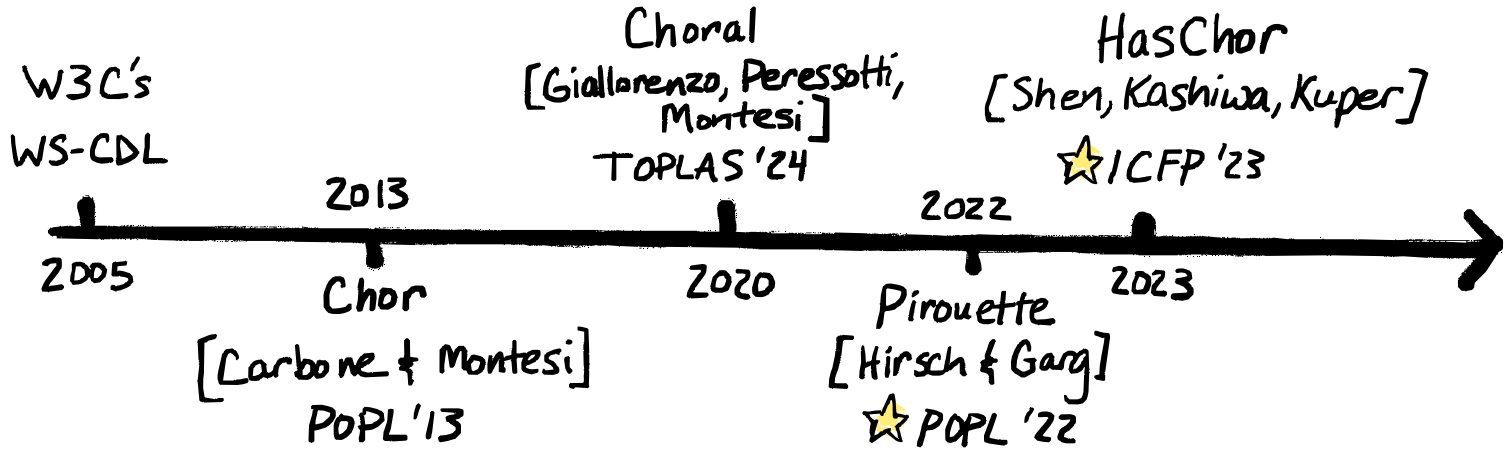 W3C's
WS-CDL
2005
2013
Chor
[Carbone & Montesi]
POPL'13
Choral
[Giallorenzo, Peressotti,
Montesi]
TOPLAS '24
2020
2022
Pirouette
[Hirsch & Garg]
POPL '22
HasChor
[Shen, Kashiwa, Kuper]
ICFP '23
2023